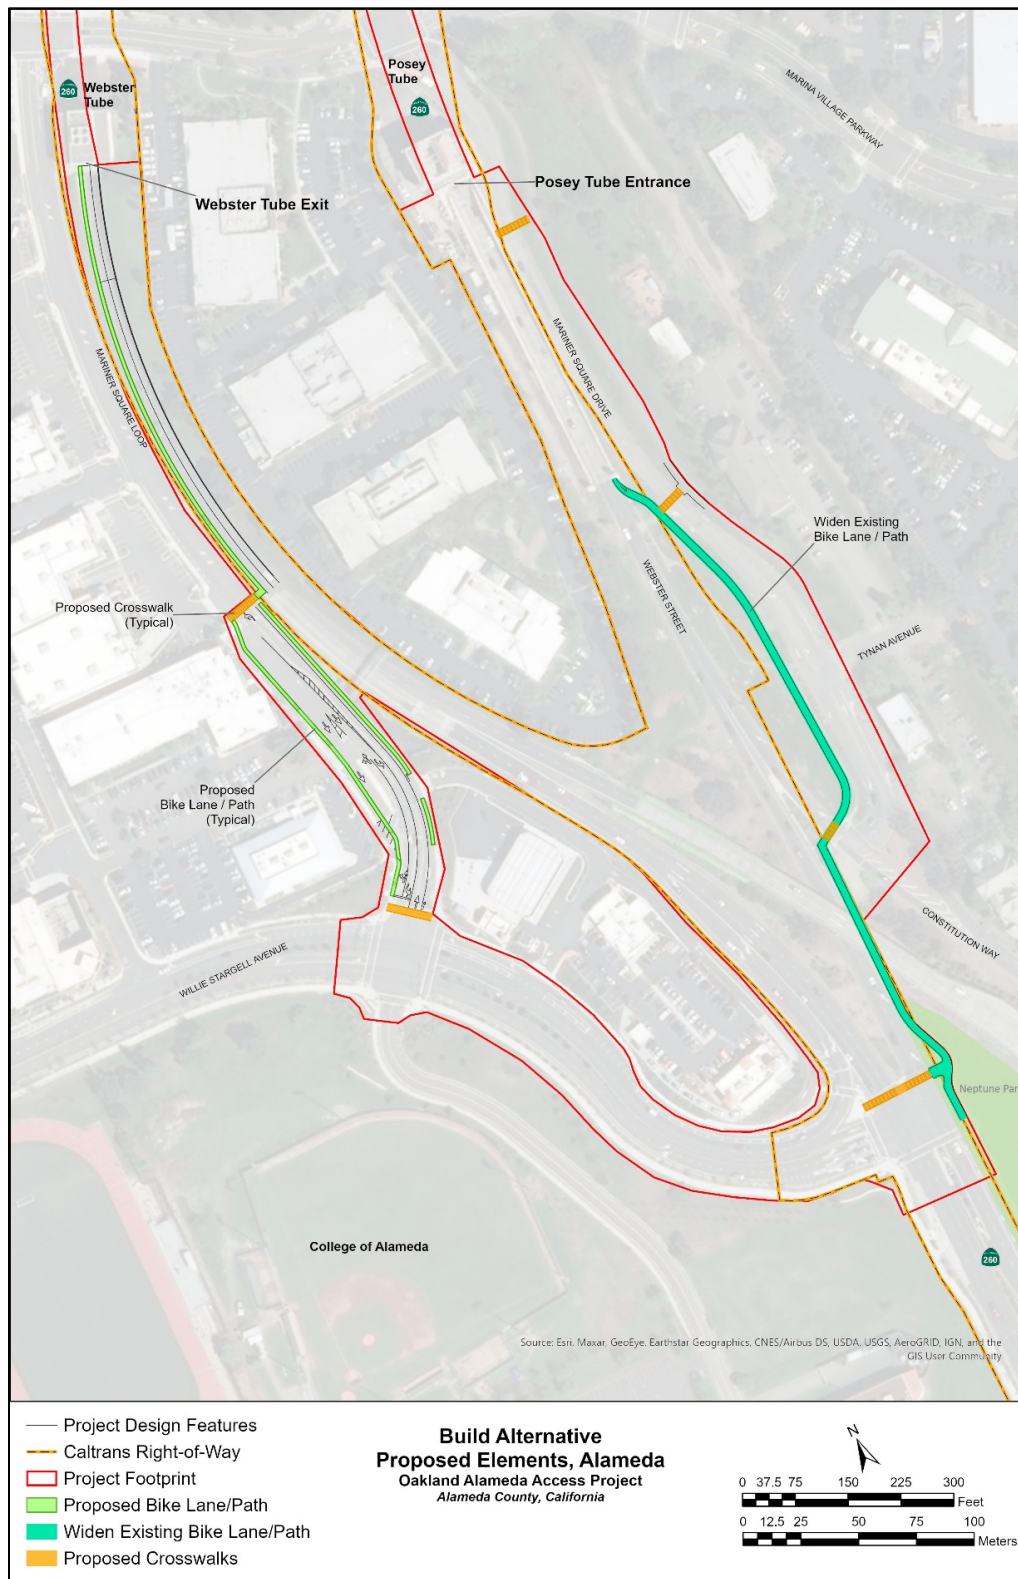 Posey
Tube
260
MARINA VILLAGE PARKWAY
260
Webster
Tube
Posey Tube Entrance
Webster Tube Exit
MARINER SQUARE DRIVE
MARINER SQUARE LOOP
Widen Existing
Bike Lane / Path
WEBSTER STREET
Proposed Crosswalk
(Typical)
TYNAN AVENUE
Proposed
Bike Lane / Path
(Typical)
CONSTITUTION WAY
WILLIE STARGELL AVENUE
Neptune Par
College of Alameda
260
Source: Esri, Maxar, GeoEye, Earthstar Geographics, CNES/Airbus DS, USDA, USGS, AeroGRID, IGN, and the
GIS User Community
Project Design Features
Caltrans Right-of-Way
Project Footprint
Proposed Bike Lane/Path
Widen Existing Bike Lane/Path
Proposed Crosswalks
Build Alternative
Proposed Elements, Alameda
Oakland Alameda Access Project
Alameda County, California
N
0 37.5 75 150 225 300
Feet
0 12.5 25 50 75 100
Meters